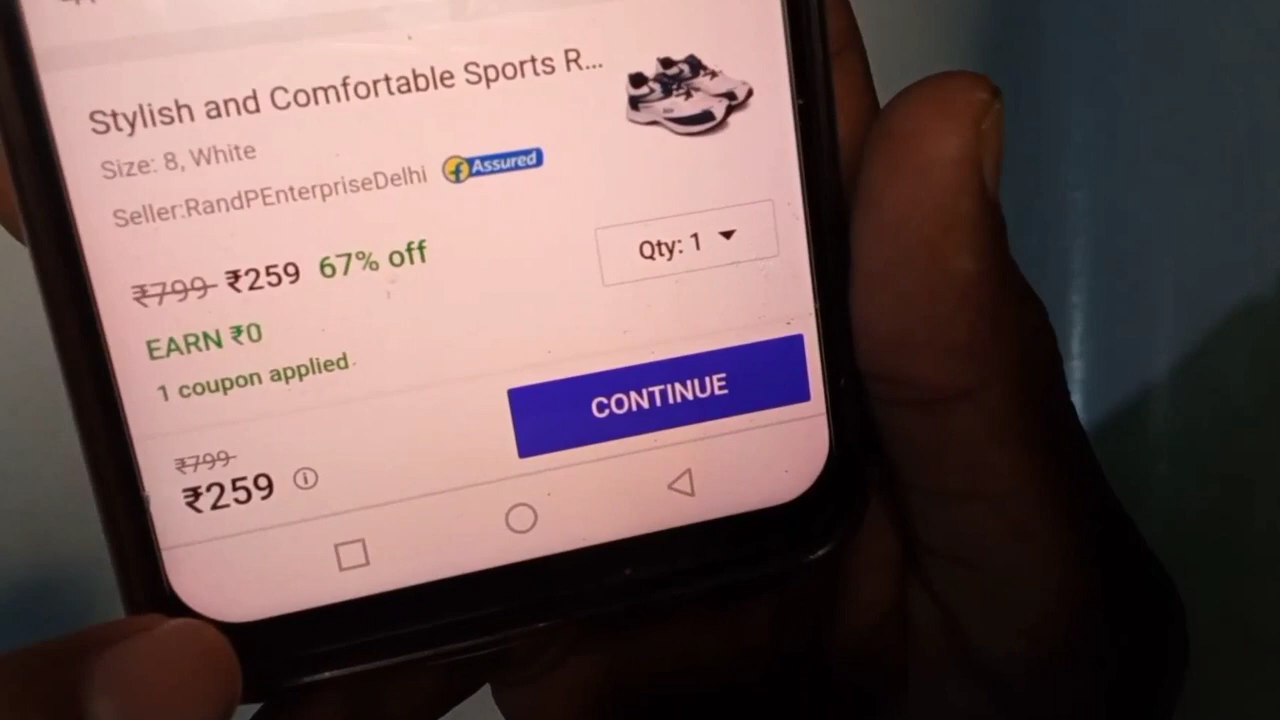 Stylish and Comfortable Sports R...
Size: 8, White
Seller:RandPEnterpriseDelhi f Assured
₹799 ₹259 67% off
Qty: 1
EARN ₹0
1 coupon applied
CONTINUE
₹799
₹259